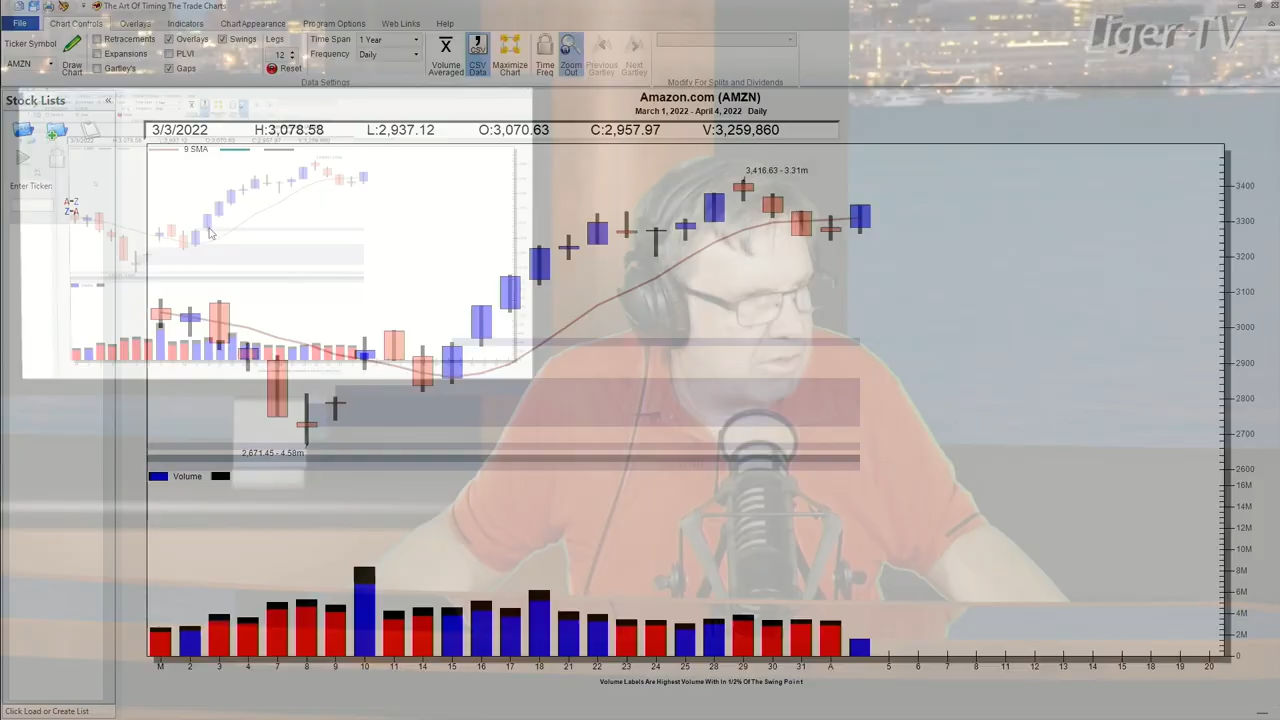 The Art Of Timing The Trade Charts
File Chart Controls Overlays Indicators Chart Appearance Program Options Web Links Help
Tiger-TV
Ticker Symbol
AMZN
Draw Chart
Retracements Overlays Swings Legs
Expansions PLVI 12
Gartley's Gaps Reset
Time Span 1 Year
Frequency Daily
Data Settings
Volume Averaged
CSV Data
Maximize Chart
Time Freq
Zoom Out
Previous Gartley
Next Gartley
Modify For Splits and Dividends
Stock Lists
Amazon.com (AMZN)
March 1, 2022 - April 4, 2022 Daily
3/3/2022 H:3,078.58 L:2,937.12 O:3,070.63 C:2,957.97 V:3,259,860
9 SMA
Enter Ticker:
A-Z
Z-A
3,416.63 - 3.31m
2,671.45 - 4.58m
3400
3300
3200
3100
3000
2900
2800
2700
2600
Volume
16M
14M
12M
10M
8M
6M
4M
2M
0
M 2 3 4 7 8 9 10 11 14 15 16 17 18 21 22 23 24 25 28 29 30 31 A 5 6 7 8 11 12 13 14 18 19 20
Volume Labels Are Highest Volume With In 1/2% Of The Swing Point
Click Load or Create List